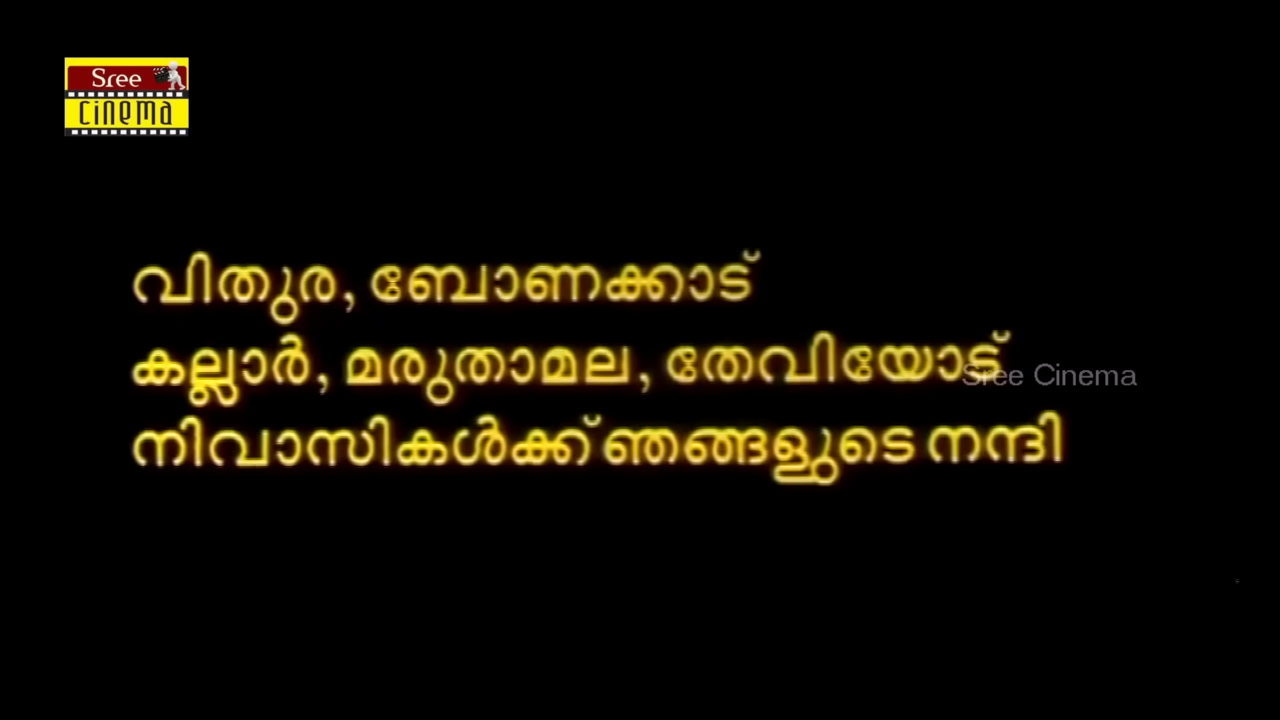 Sree
cinema
വിതുര, ബോണക്കാട്
കല്ലാർ, മരുതാമല, തേവിയോട്
Sree Cinema
നിവാസികൾക്ക് ഞങ്ങളുടെ നന്ദി